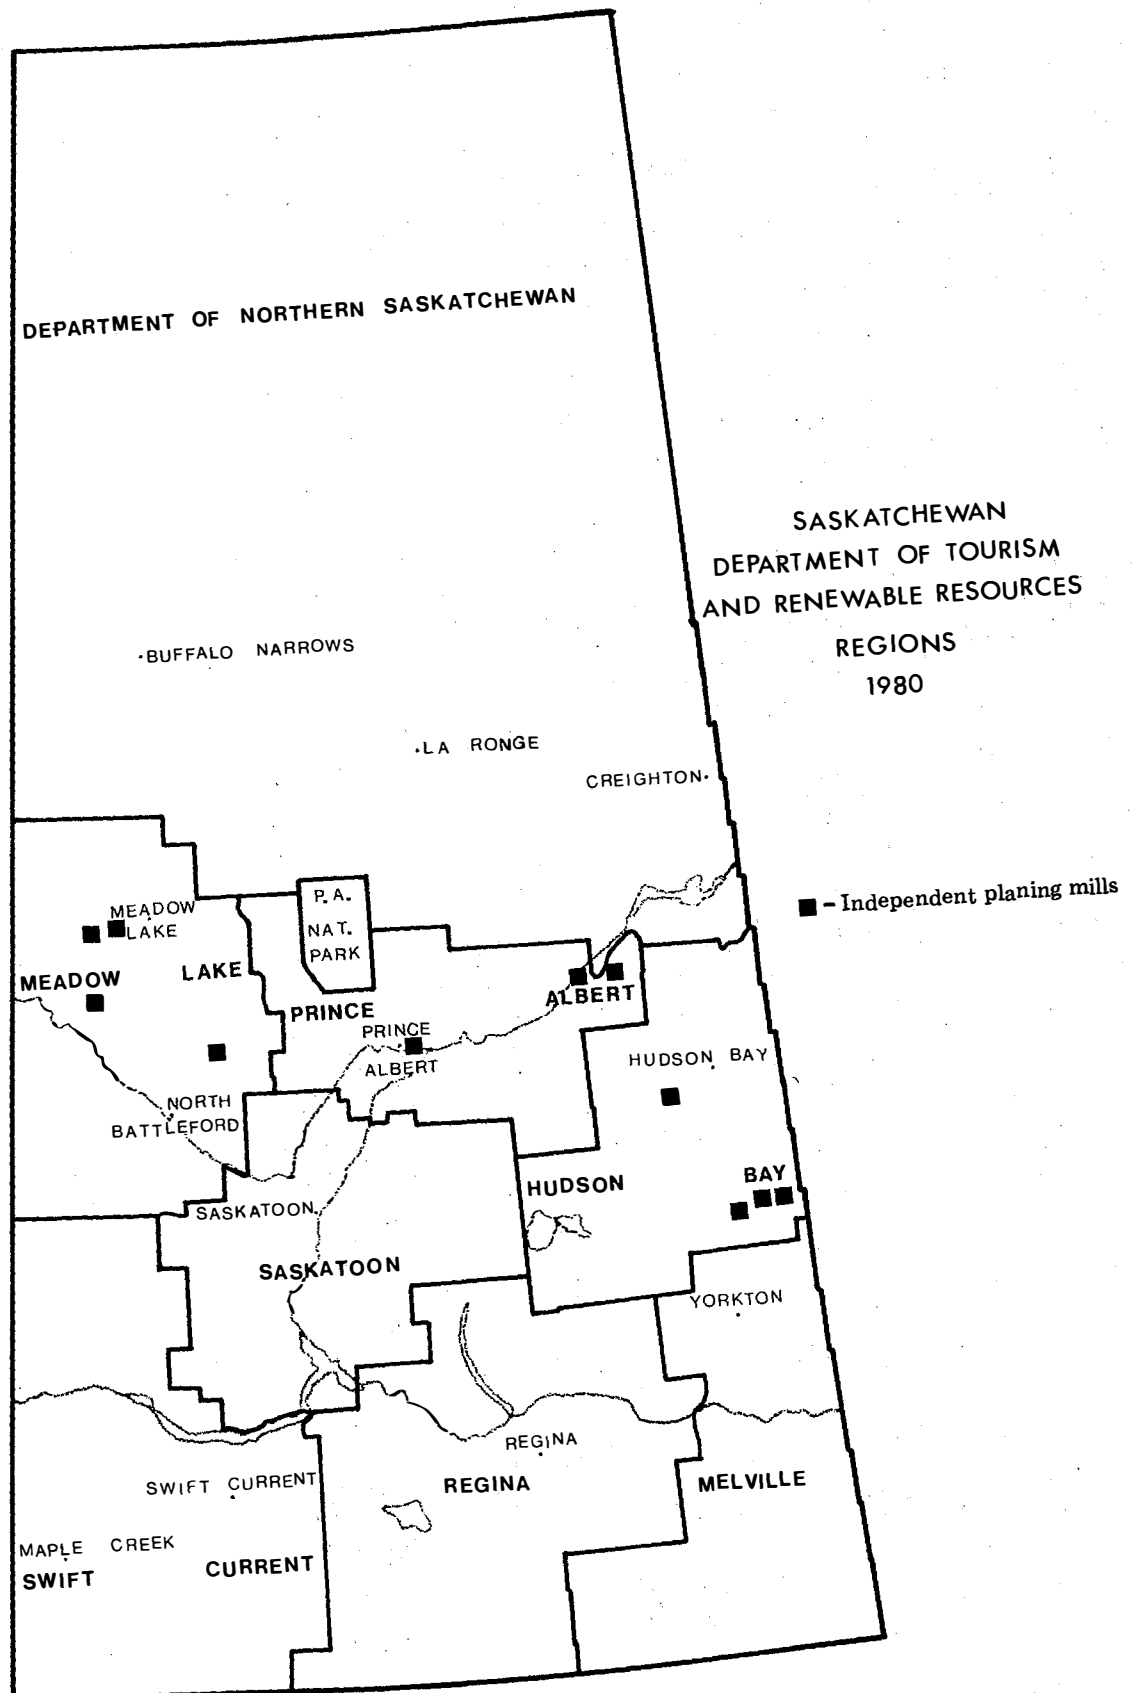 DEPARTMENT OF NORTHERN SASKATCHEWAN
SASKATCHEWAN
DEPARTMENT OF TOURISM
AND RENEWABLE RESOURCES
REGIONS
1980
BUFFALO NARROWS
LA RONGE
CREIGHTON
P.A.
NAT.
PARK
- Independent planing mills
MEADOW
LAKE
MEADOW LAKE
PRINCE ALBERT
PRINCE
ALBERT
HUDSON BAY
NORTH
BATTLEFORD
HUDSON BAY
SASKATOON
SASKATOON
YORKTON
REGINA
REGINA
MELVILLE
SWIFT CURRENT
MAPLE CREEK
SWIFT CURRENT